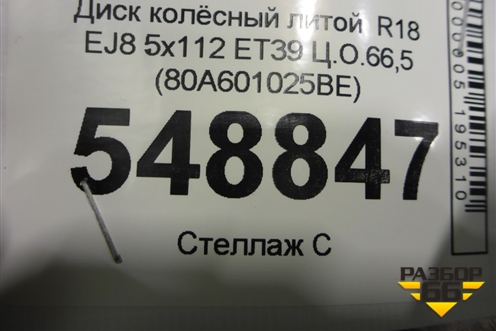 Диск колёсный литой R18
EJ8 5x112 ET39 Ц.О.66,5
(80A601025BE)
548847
Стеллаж С
РАЗБОР
66